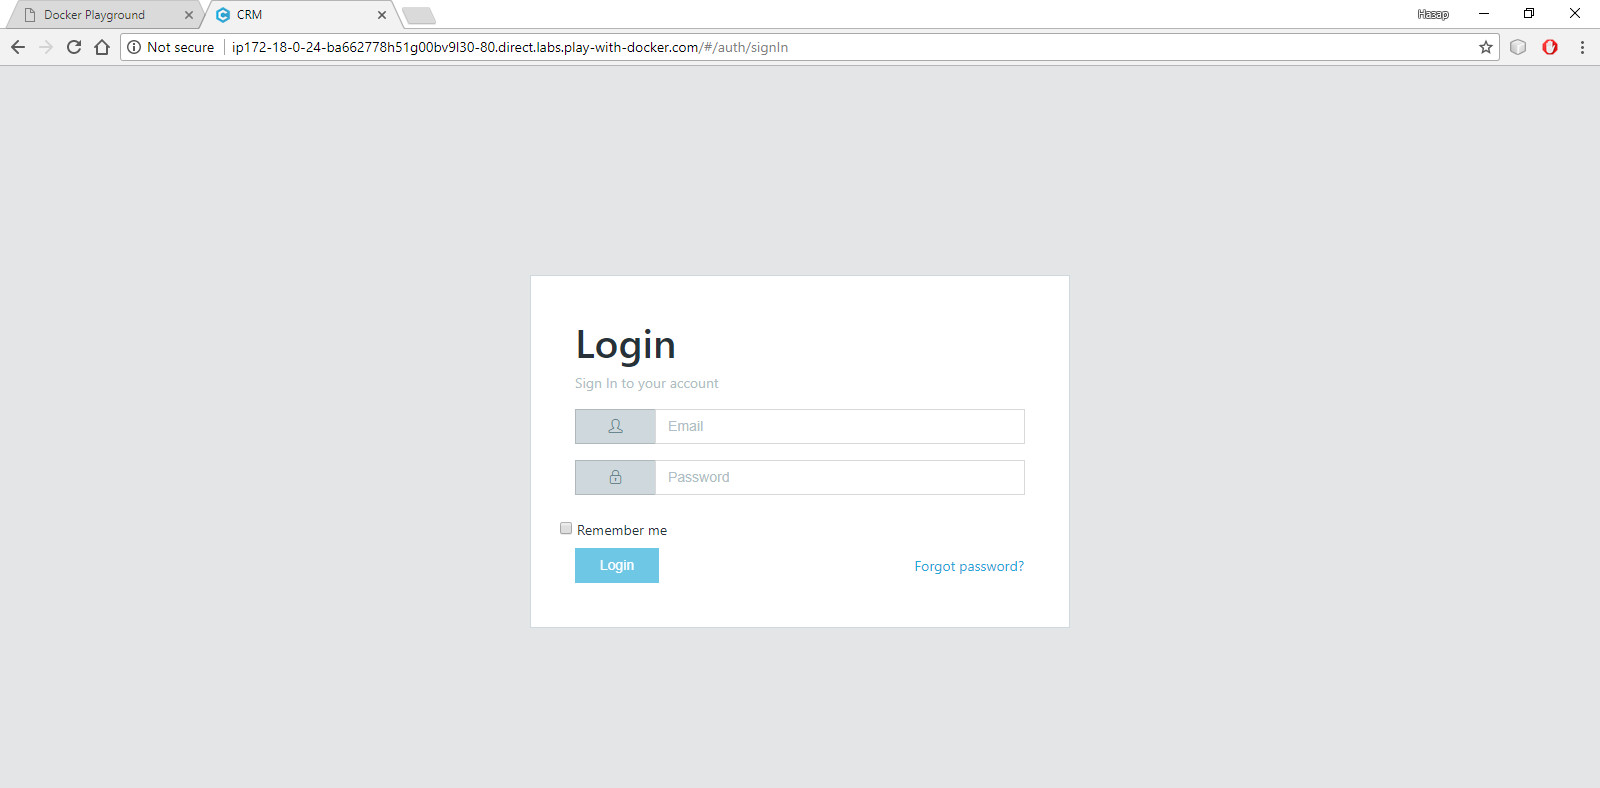 Docker Playground
CRM
Назар
Not secure
ip172-18-0-24-ba662778h51g00bv9l30-80.direct.labs.play-with-docker.com/#/auth/signIn
Login
Sign In to your account
Email
Password
Remember me
Login
Forgot password?